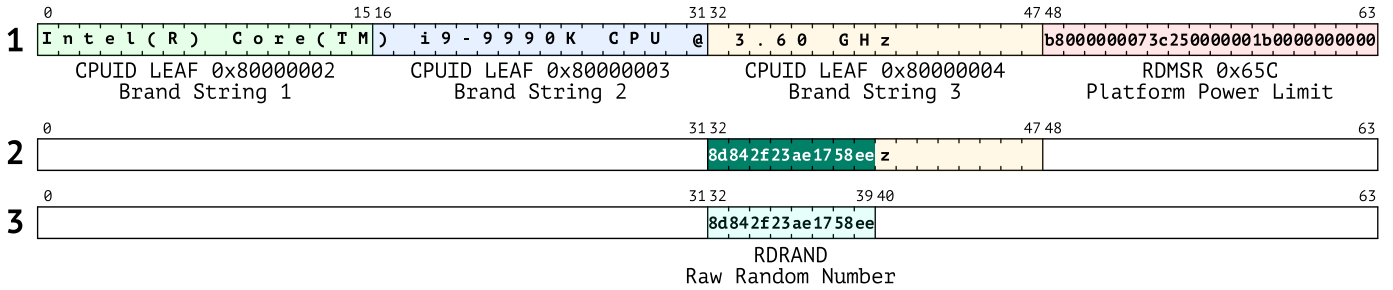 0 15 16 31 32 47 48 63
1 Intel(R) Core(TM) i9-9990K CPU @ 3.60 GHz b8000000073c250000001b0000000000
CPUID LEAF 0x80000002 CPUID LEAF 0x80000003 CPUID LEAF 0x80000004 RDMSR 0x65C
Brand String 1 Brand String 2 Brand String 3 Platform Power Limit
0 31 32 47 48 63
2 8d842f23ae1758ee z
0 31 32 39 40 63
3 8d842f23ae1758ee
RDRAND
Raw Random Number